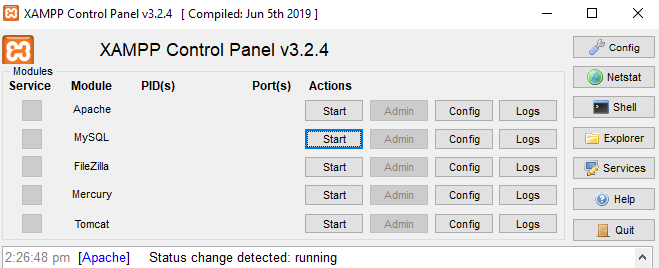 XAMPP Control Panel v3.2.4 [ Compiled: Jun 5th 2019 ]
XAMPP Control Panel v3.2.4
Config
Modules
Service Module PID(s) Port(s) Actions
Netstat
Apache Start Admin Config Logs
Shell
MySQL Start Admin Config Logs
Explorer
FileZilla Start Admin Config Logs
Services
Mercury Start Admin Config Logs
Help
Tomcat Start Admin Config Logs
Quit
2:26:48 pm [Apache] Status change detected: running